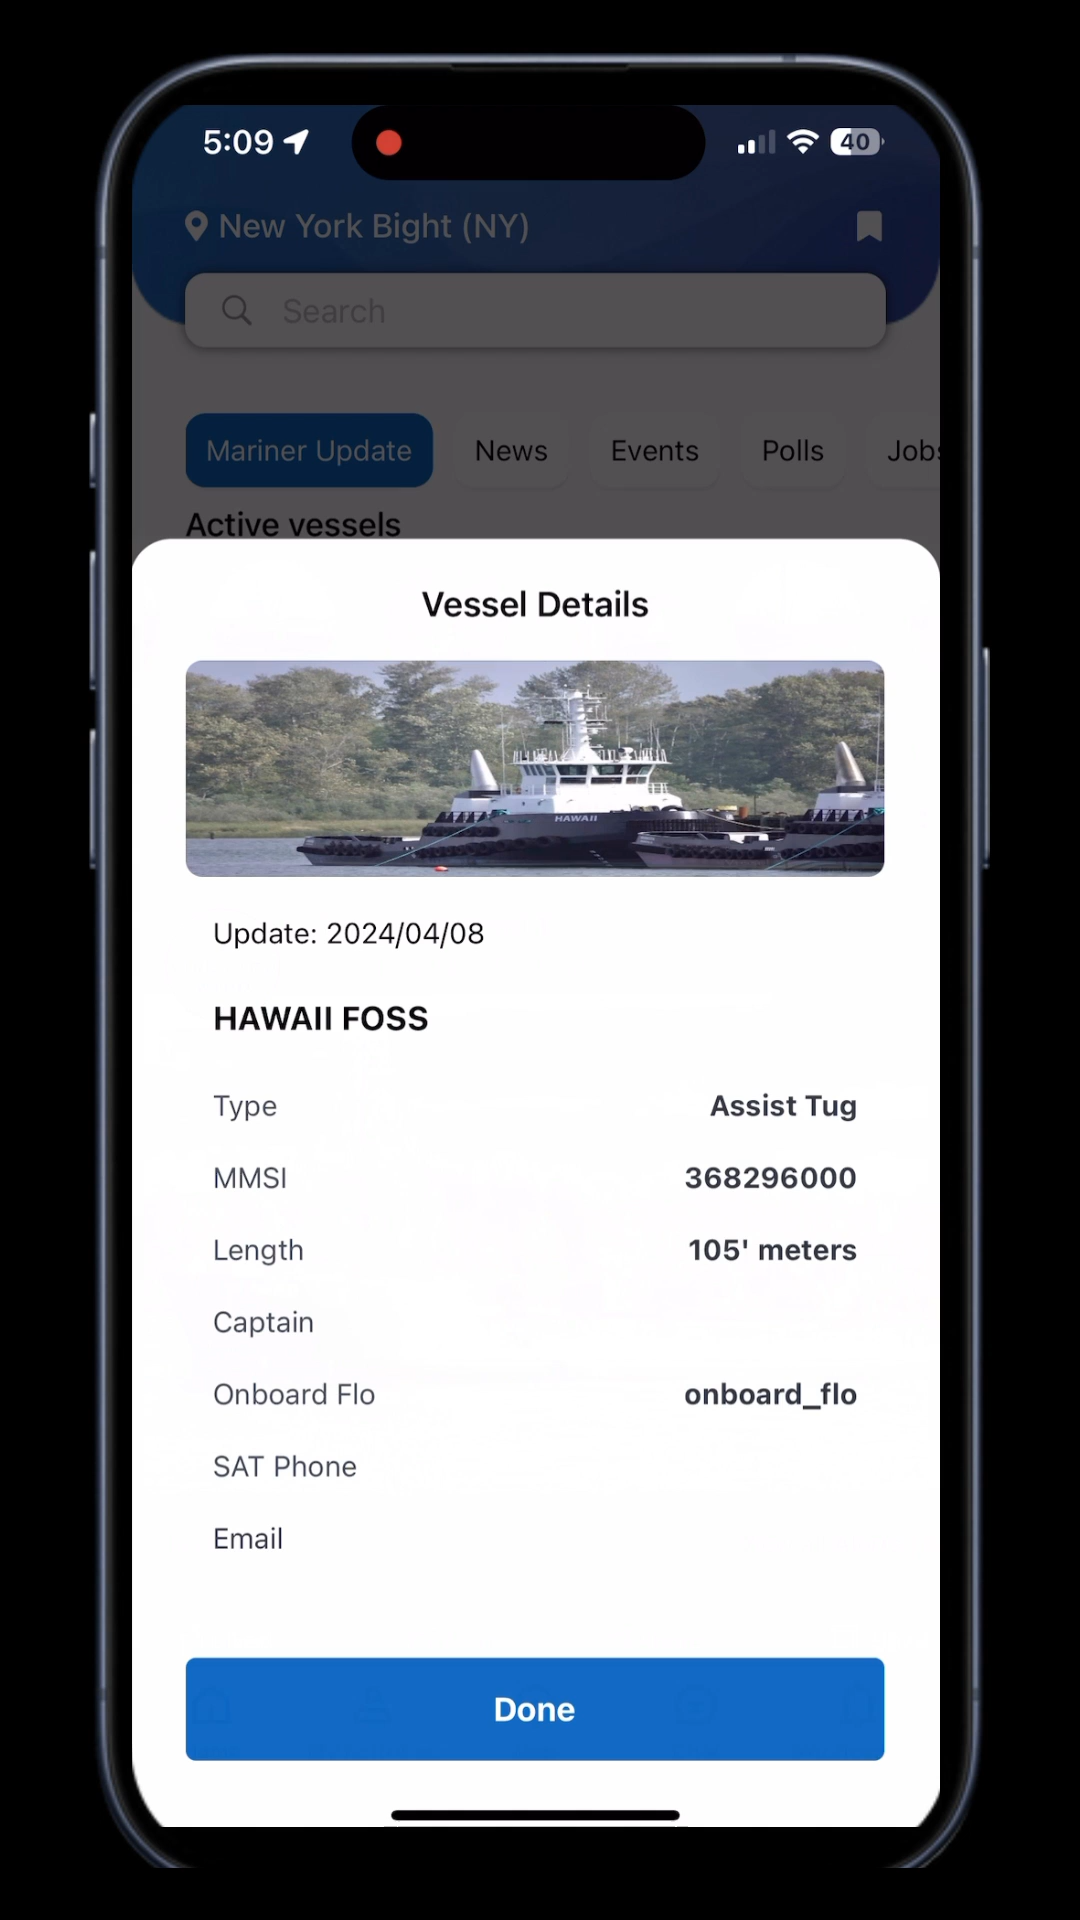 5:09
40
New York Bight (NY)
Search
Mariner Update News Events Polls Jobs
Active vessels
Vessel Details
HAWAII
Update: 2024/04/08
HAWAII FOSS
Type Assist Tug
MMSI 368296000
Length 105' meters
Captain
Onboard Flo onboard_flo
SAT Phone
Email
Done